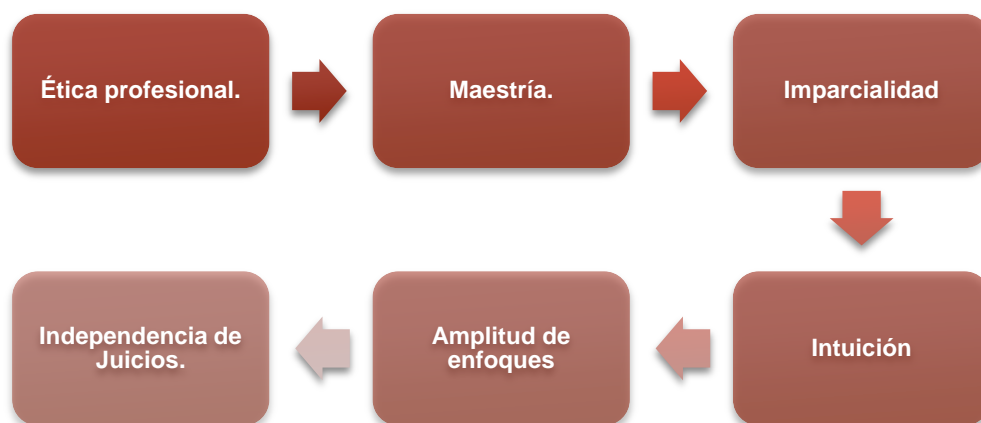 Ética profesional.
Maestría.
Imparcialidad
Intuición
Amplitud de
enfoques
Independencia de
Juicios.